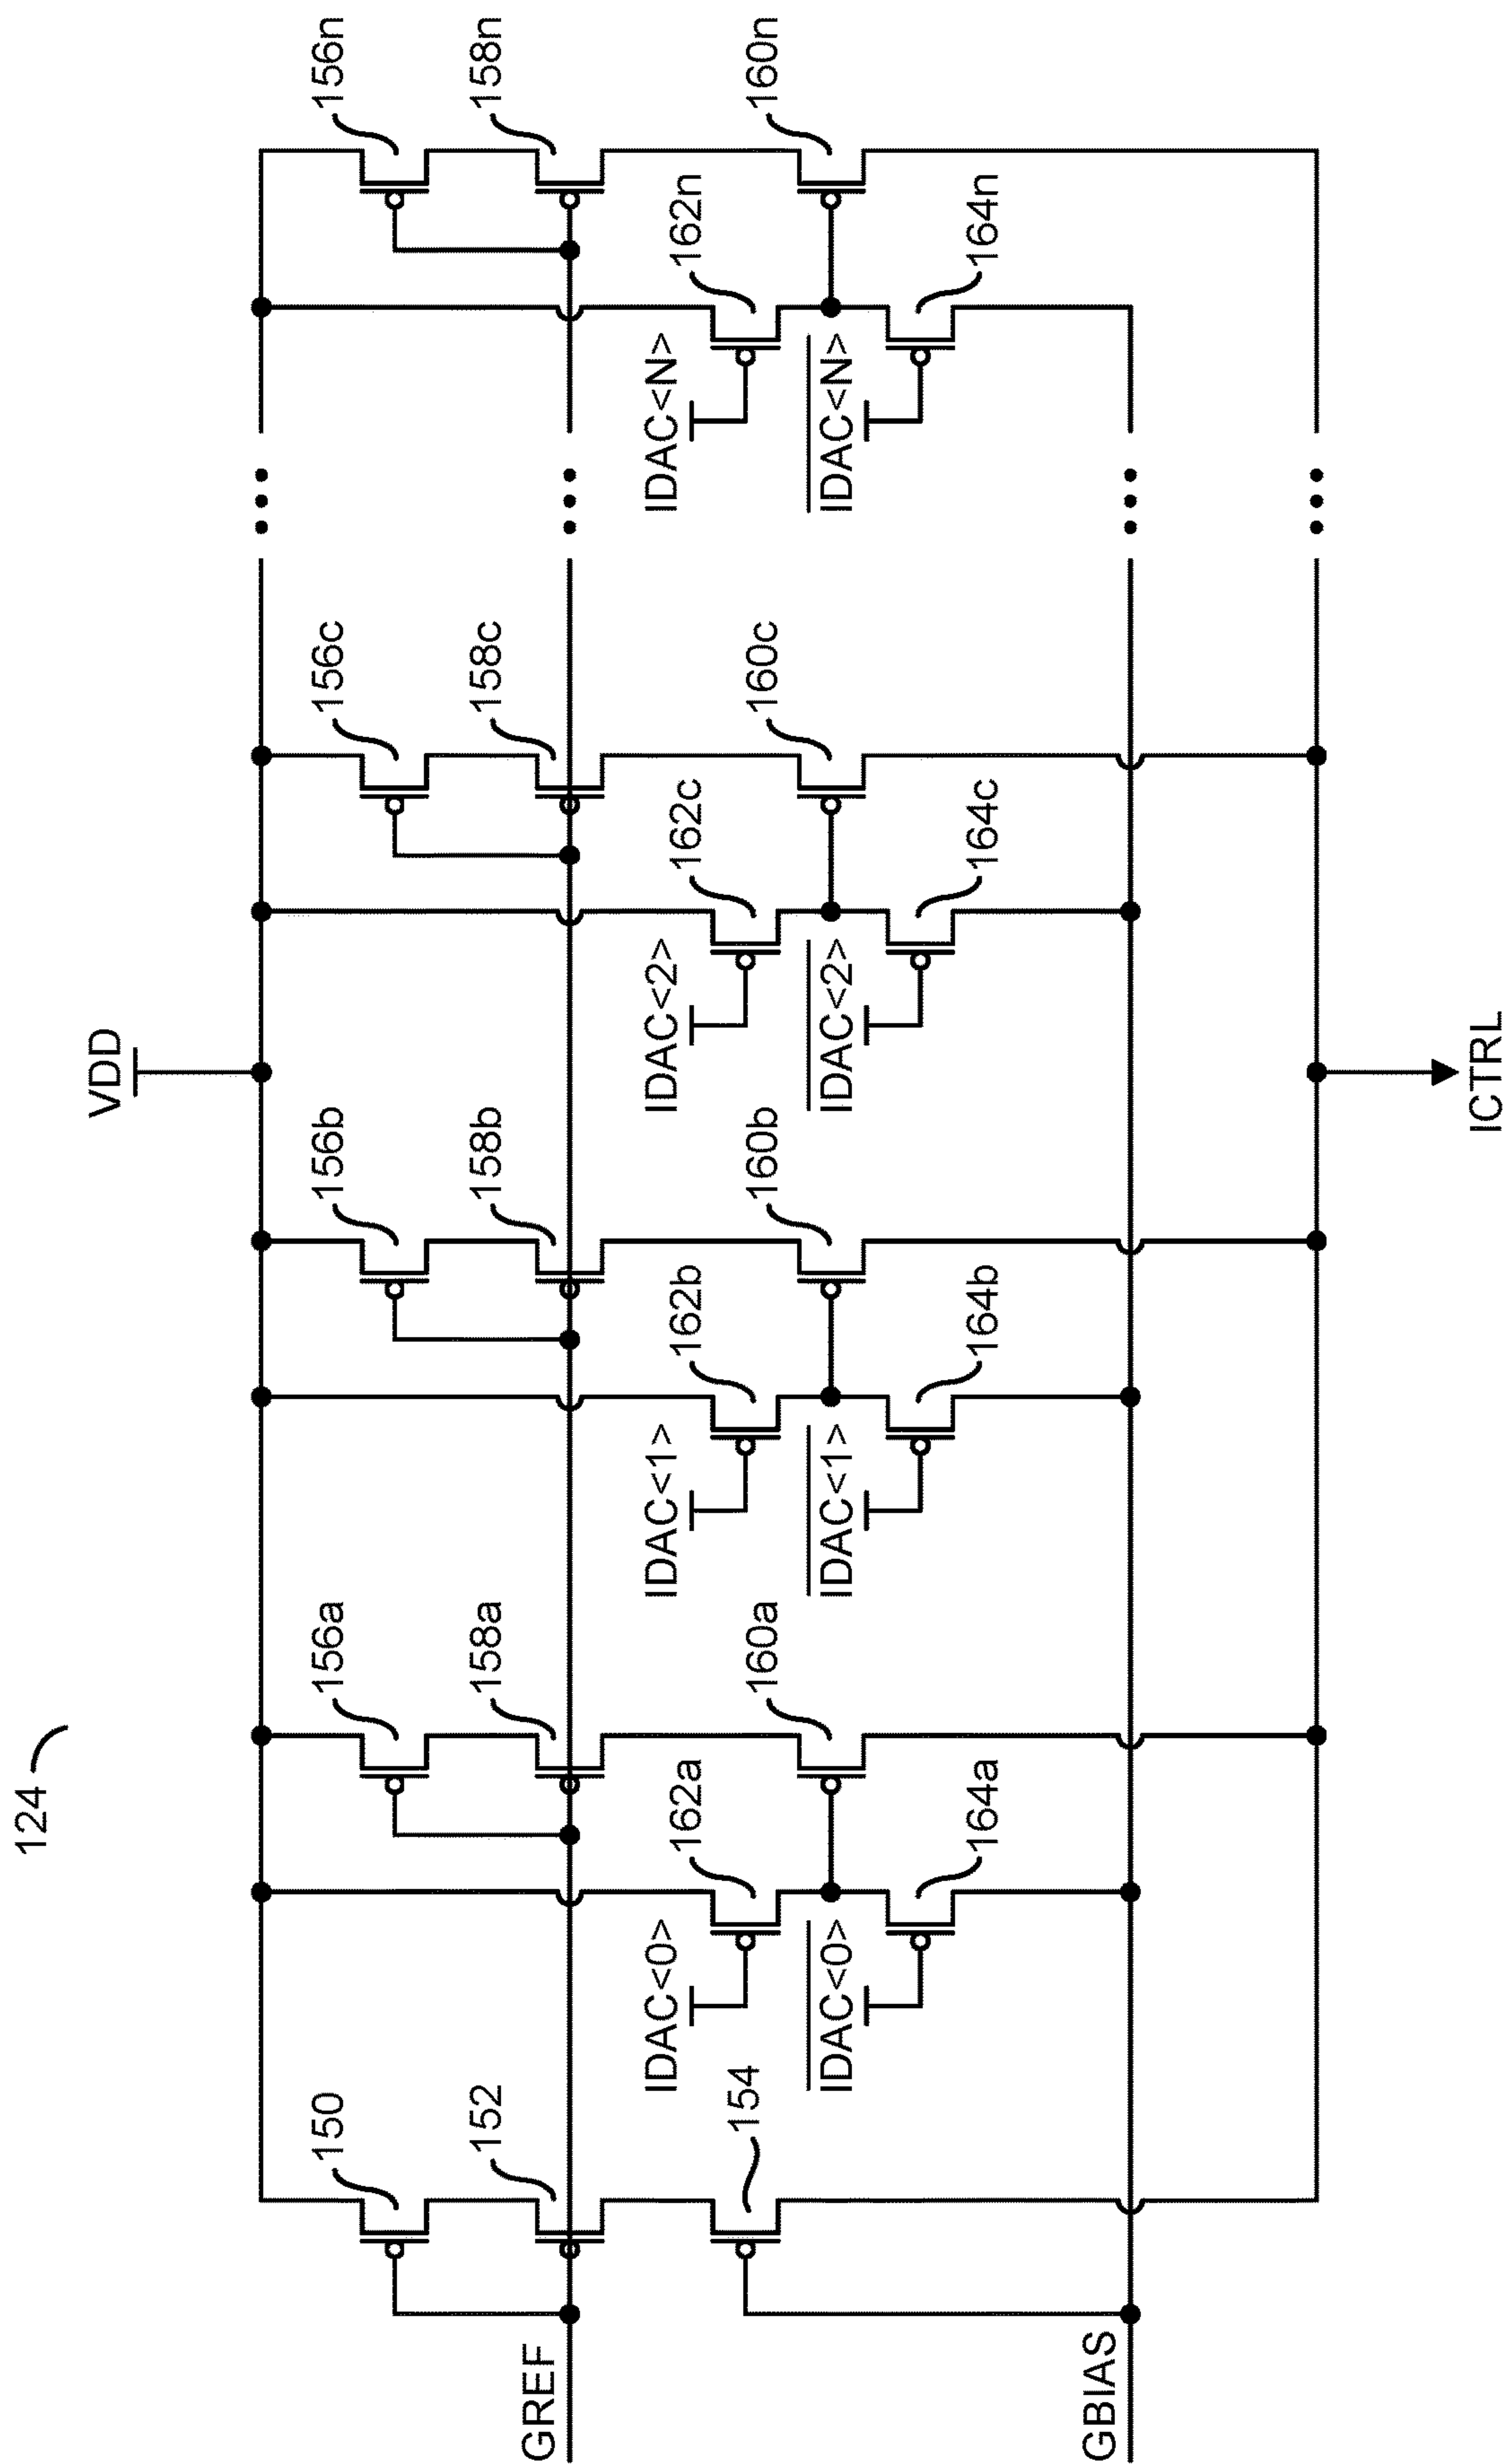 124
VDD
150
156a
156b
156c
156n
152
158a
158b
158c
158n
GREF
154
IDAC<0>
162a
160a
IDAC<1>
162b
160b
IDAC<2>
162c
160c
IDAC<N>
162n
160n
IDAC<0>
164a
IDAC<1>
164b
IDAC<2>
164c
IDAC<N>
164n
GBIAS
ICTRL